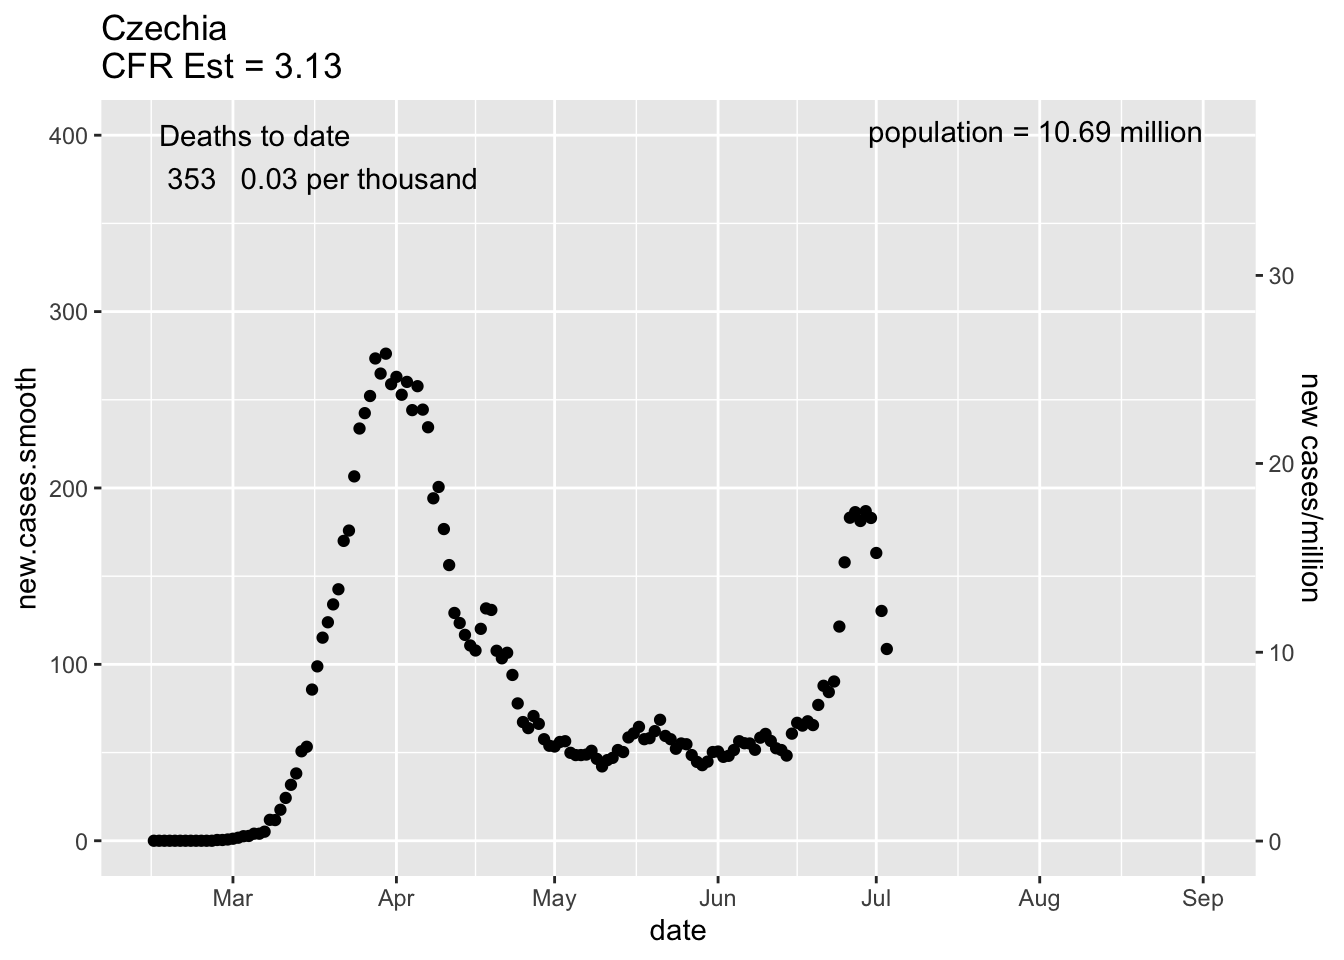 Czechia
CFR Est = 3.13
Deaths to date
353 0.03 per thousand
population = 10.69 million
new.cases.smooth
400
300
200
100
0
30
20
10
0
new cases/million
Mar Apr May Jun Jul Aug Sep
date